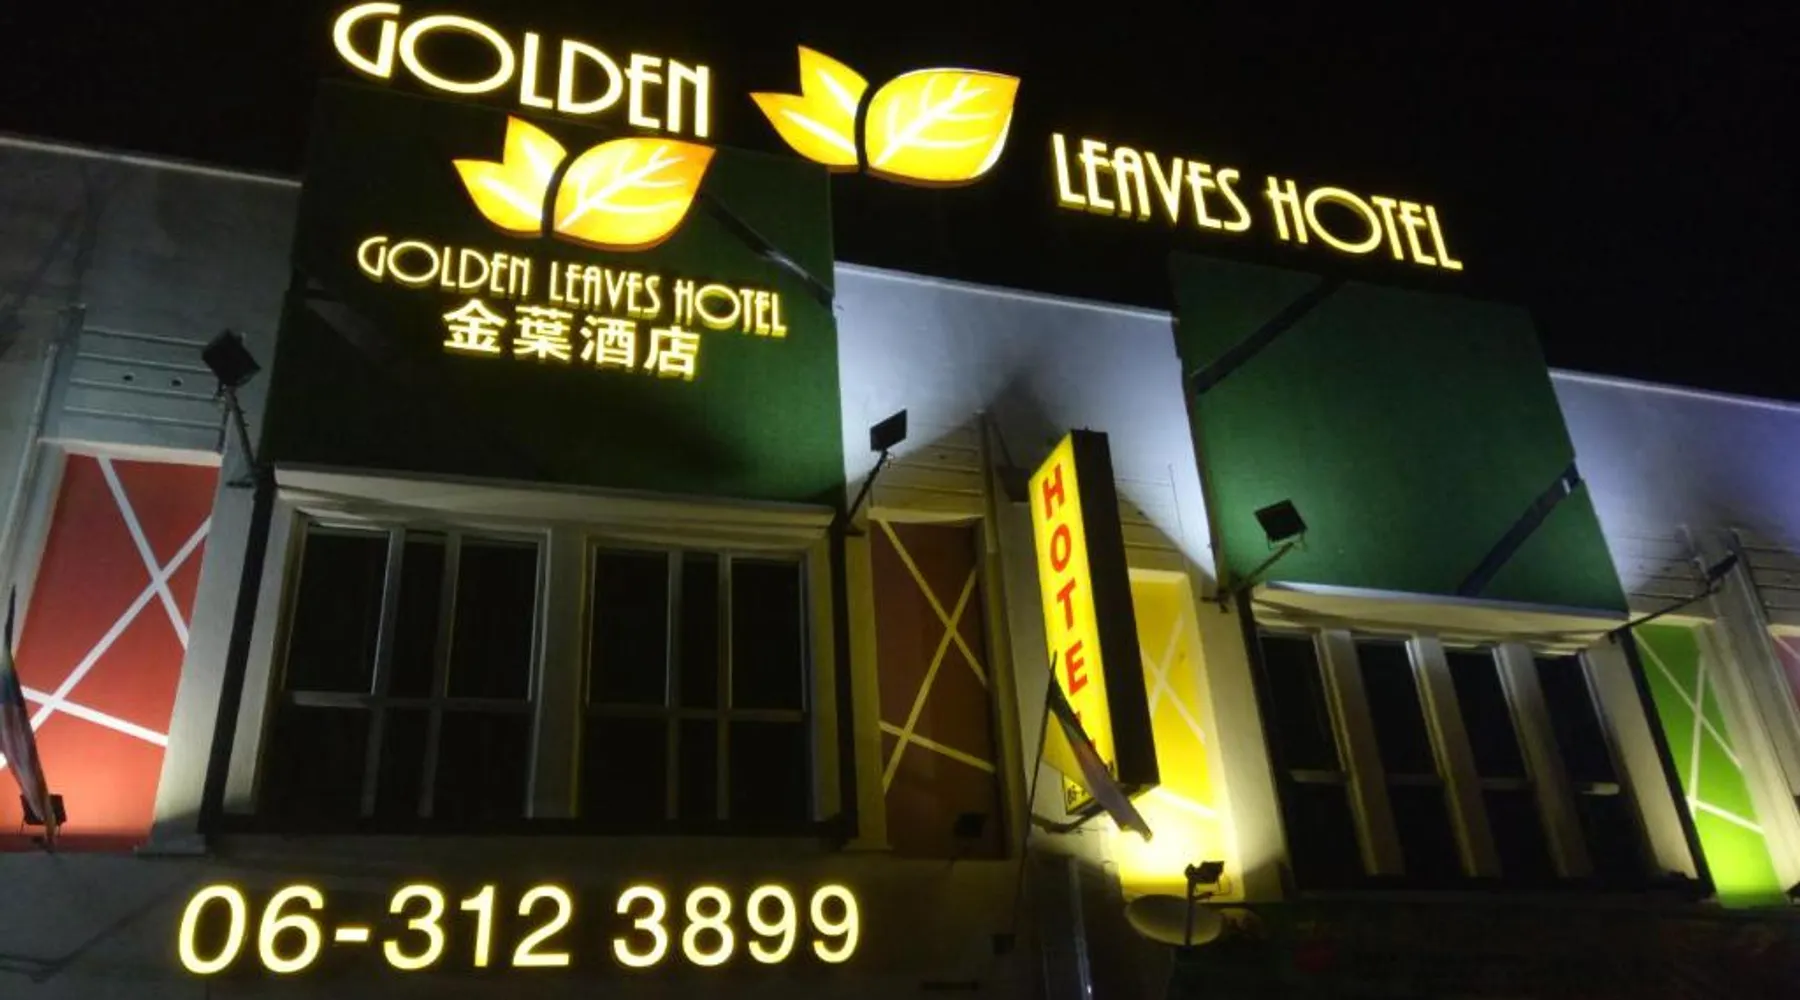 GOLDEN LEAVES HOTEL
GOLDEN LEAVES HOTEL
金葉酒店
HOTEL
06-312 3899